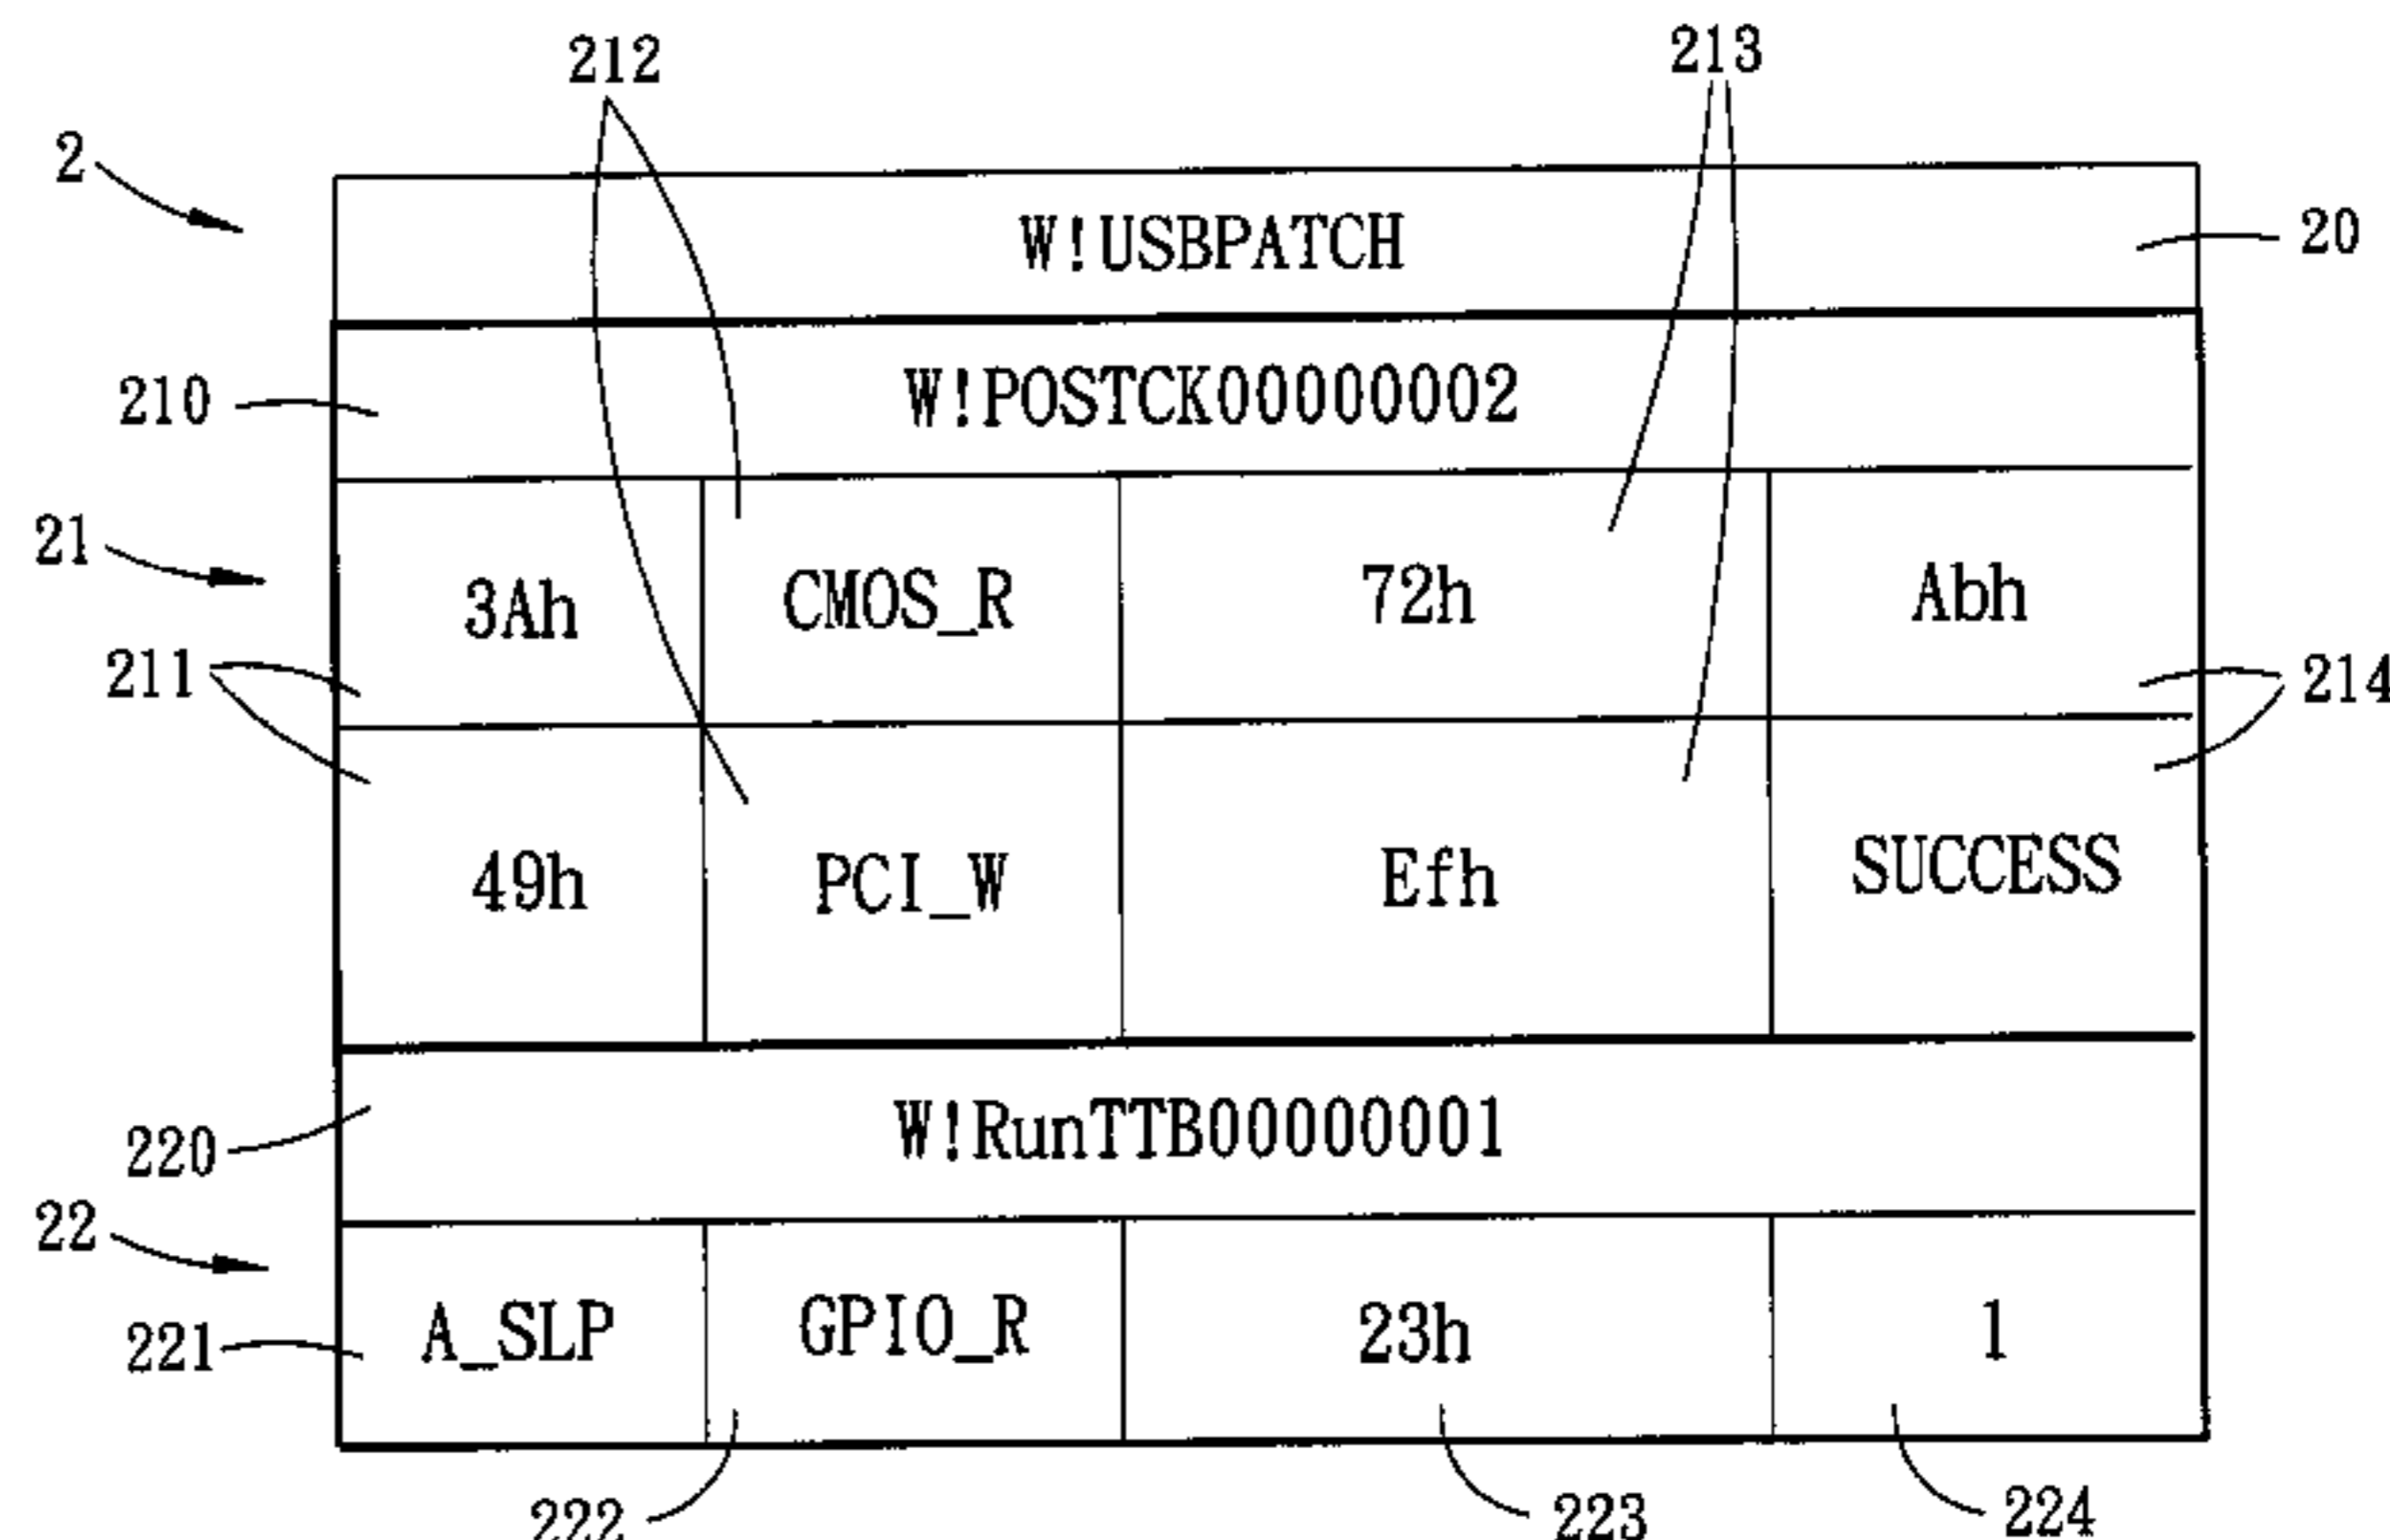 212 213
2
W!USBPATCH 20
210 W!POSTCK00000002
21 3Ah CMOS_R 72h Abh
211 214
49h PCI_W Efh SUCCESS
220 W!RunTTB00000001
22
221 A_SLP GPIO_R 23h 1
222 223 224